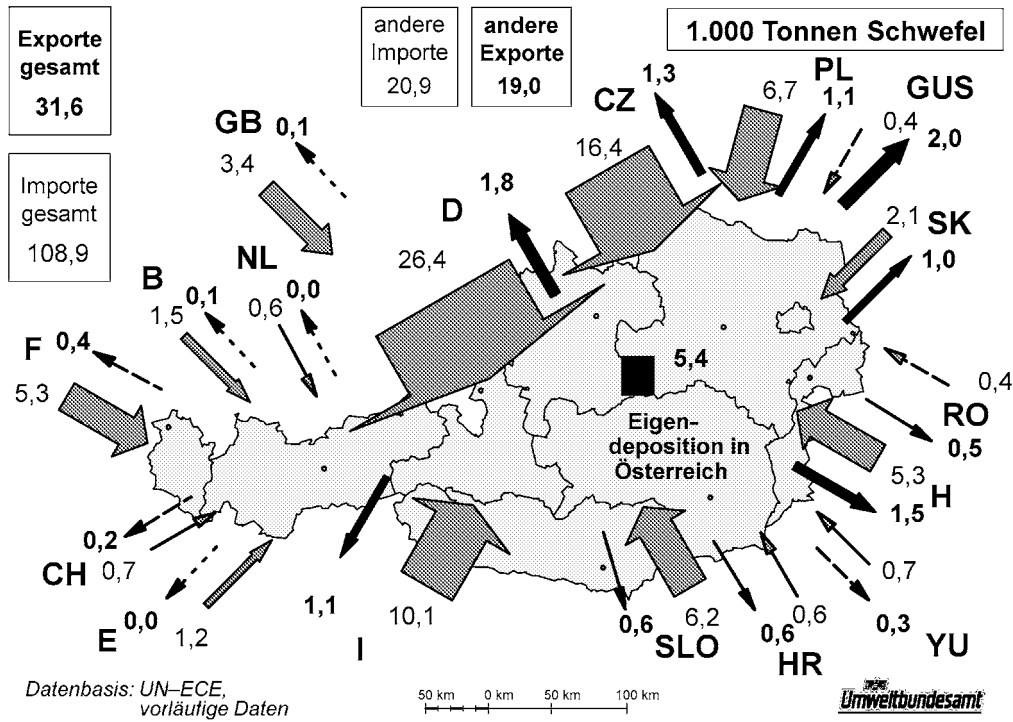 Exporte
gesamt
31,6
andere
Importe
20,9
andere
Exporte
19,0
1.000 Tonnen Schwefel
Importe
gesamt
108,9
GB 0,1
3,4
D 1,8
26,4
CZ 1,3
16,4
PL
6,7 1,1
GUS
0,4 2,0
SK
2,1
1,0
NL
0,6 0,0
B 0,1
1,5
F 0,4
5,3
5,4
Eigen-
deposition in
Österreich
0,4
RO
0,5
5,3
H
1,5
0,2
CH 0,7
E 0,0
1,2
1,1
I
10,1
0,6
SLO
6,2
0,6
HR
0,6
0,7
0,3
YU
Datenbasis: UN–ECE,
vorläufige Daten
50 km 0 km 50 km 100 km
Umweltbundesamt